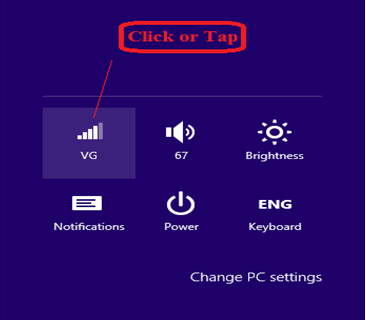 Click or Tap
VG 67 Brightness
Notifications Power ENG Keyboard
Change PC settings